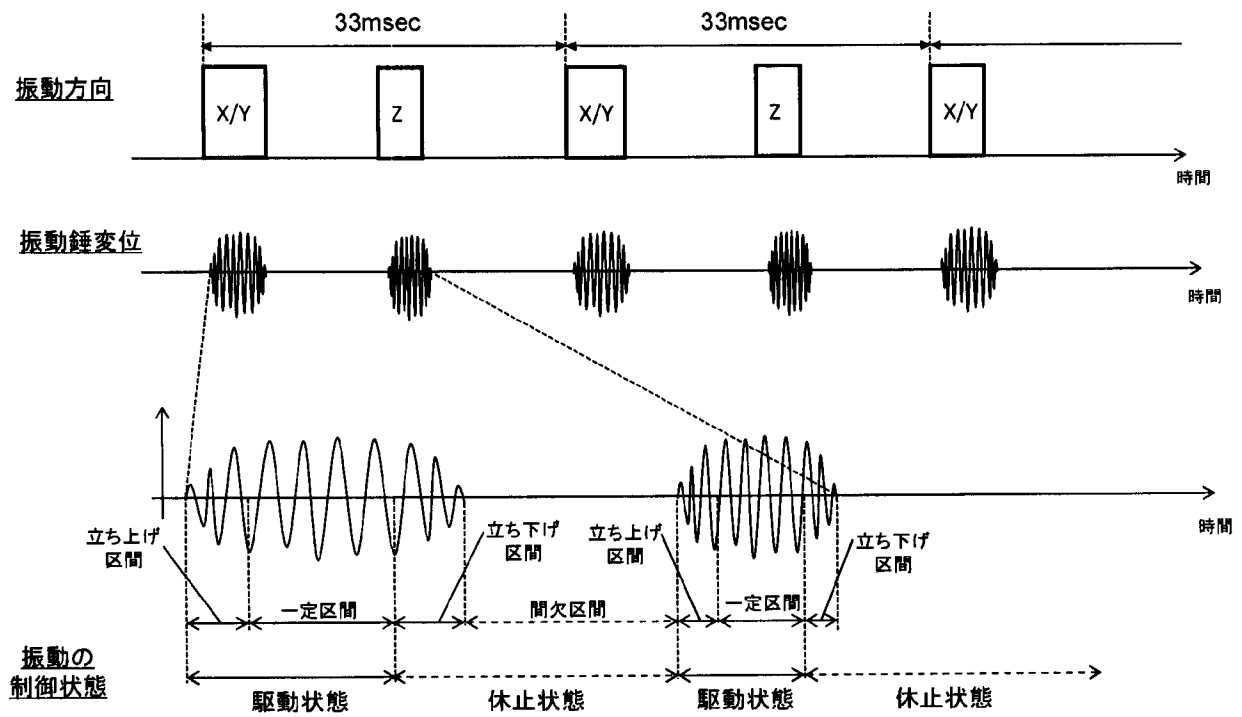 33msec
33msec
振動方向
X/Y
Z
X/Y
Z
X/Y
時間
振動錘変位
時間
時間
立ち上げ
区間
立ち下げ
区間
立ち上げ
区間
立ち下げ
区間
一定区間
間欠区間
一定区間
振動の
制御状態
駆動状態
休止状態
駆動状態
休止状態